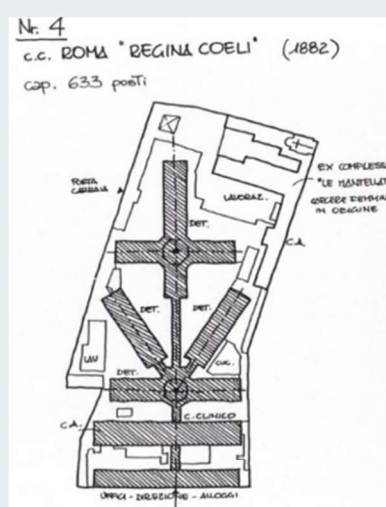 Nr. 4
C.C. ROMA "REGINA COELI" (1882)
cap. 633 posti
PORTA
CARRAIA
LAVORAZ.
EX COMPLESSO
"LE MANTELLATE
CARCERE FEMMIN
IN ORIGINE
DET.
C.A.
DET.
DET.
LAV
DET.
CUC.
C. CLINICO
C.A.
UFFICI - DIREZIONE - ALLOGGI